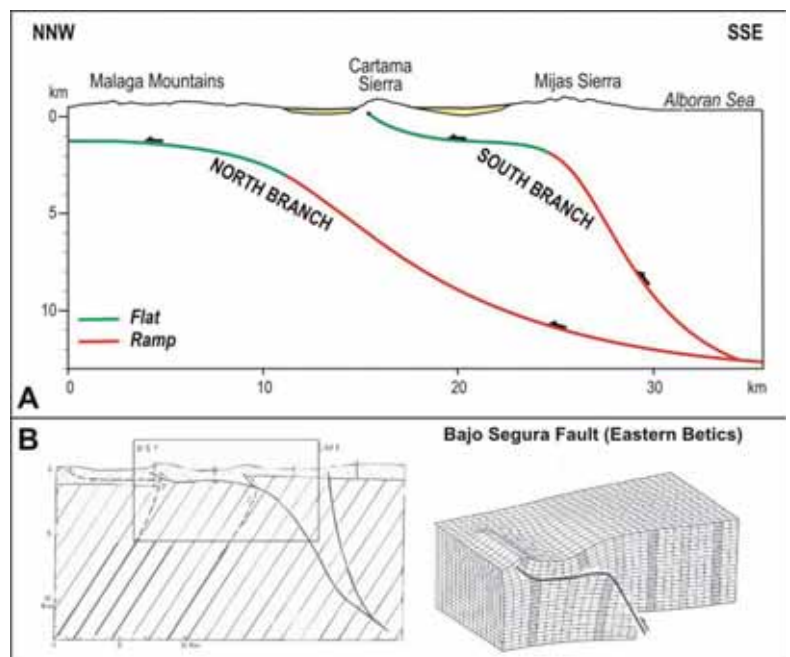 NNW
SSE
Malaga Mountains
Cartama
Sierra
Mijas Sierra
Alboran Sea
km
0
5
10
NORTH BRANCH
SOUTH BRANCH
Flat
Ramp
0
10
20
30
km
A
B
Bajo Segura Fault (Eastern Betics)